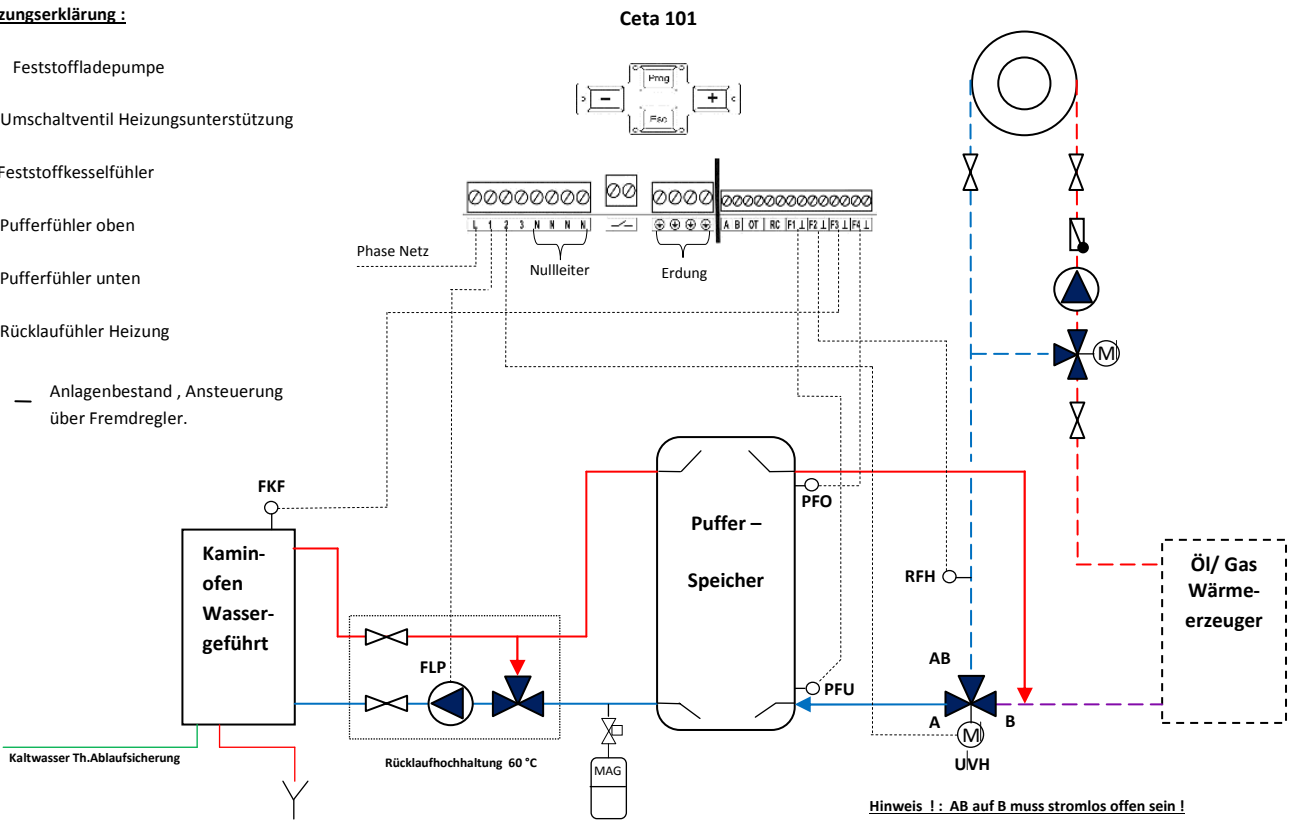 zungserklärung :
Feststoffladepumpe
Umschaltventil Heizungsunterstützung
Feststoffkesselfühler
Pufferfühler oben
Pufferfühler unten
Rücklaufühler Heizung
Anlagenbestand , Ansteuerung
über Fremdregler.
Ceta 101
Prog
- +
Esc
L 1 2 3 N N N N A B OT RC F1 ⊥ F2 ⊥ F3 ⊥ F4 ⊥
Phase Netz
Nullleiter
Erdung
M
FKF
Kamin-
ofen
Wasser-
geführt
FLP
Rücklaufhochhaltung 60 °C
Kaltwasser Th.Ablaufsicherung
MAG
Puffer –
Speicher
PFO
PFU
RFH
AB
A
B
M
UVH
Öl/ Gas
Wärme-
erzeuger
Hinweis ! : AB auf B muss stromlos offen sein !